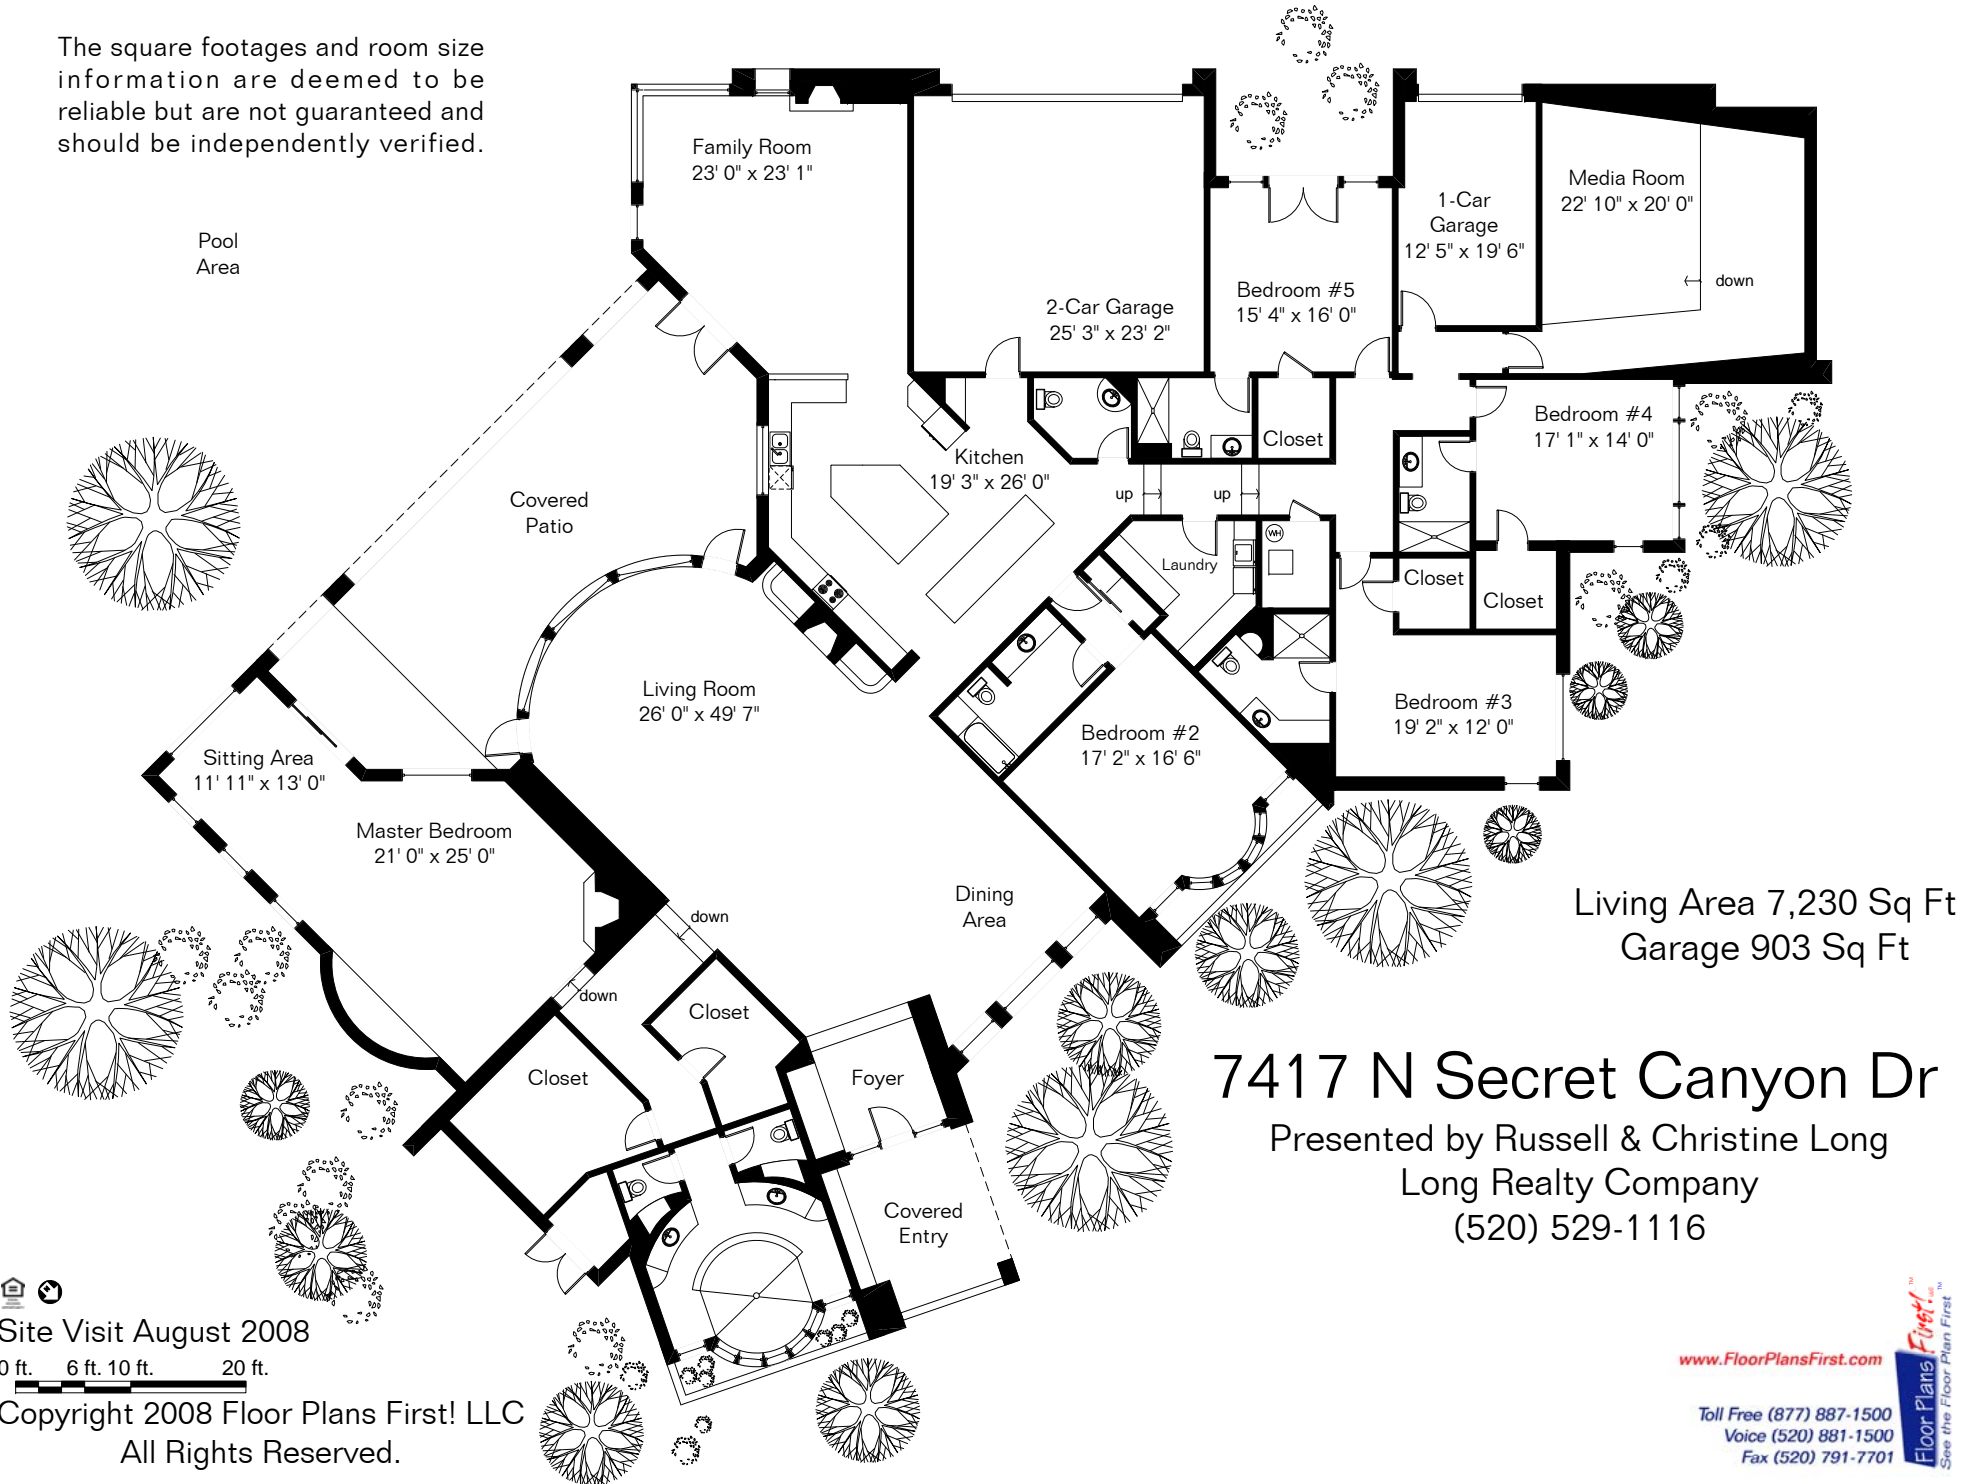 The square footages and room size
information are deemed to be
reliable but are not guaranteed and
should be independently verified.
Pool
Area
Family Room
23' 0" x 23' 1"
2-Car Garage
25' 3" x 23' 2"
Bedroom #5
15' 4" x 16' 0"
1-Car
Garage
12' 5" x 19' 6"
Media Room
22' 10" x 20' 0"
down
Bedroom #4
17' 1" x 14' 0"
Closet
Kitchen
19' 3" x 26' 0"
up
up
Covered
Patio
WH
Laundry
Closet
Closet
Living Room
26' 0" x 49' 7"
Bedroom #3
19' 2" x 12' 0"
Bedroom #2
17' 2" x 16' 6"
Sitting Area
11' 11" x 13' 0"
Master Bedroom
21' 0" x 25' 0"
Dining
Area
down
down
Closet
Closet
Foyer
Covered
Entry
Living Area 7,230 Sq Ft
Garage 903 Sq Ft
7417 N Secret Canyon Dr
Presented by Russell & Christine Long
Long Realty Company
(520) 529-1116
Site Visit August 2008
0 ft. 6 ft. 10 ft. 20 ft.
Copyright 2008 Floor Plans First! LLC
All Rights Reserved.
www.FloorPlansFirst.com
Toll Free (877) 887-1500
Voice (520) 881-1500
Fax (520) 791-7701
Floor Plans First!
See the Floor Plan First